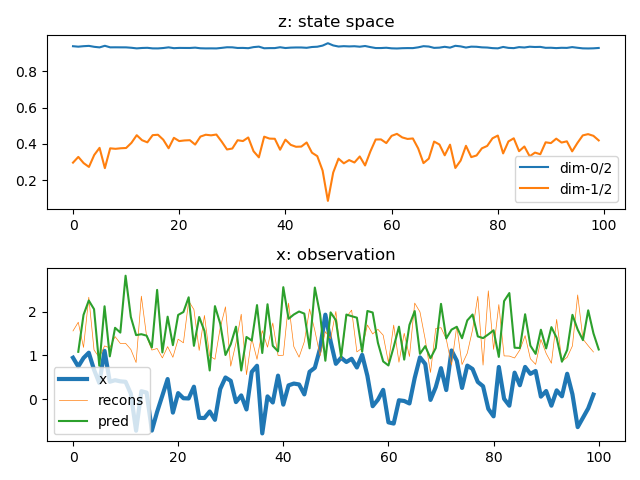 z: state space
0.8
0.6
0.4
0.2
dim-0/2
dim-1/2
0 20 40 60 80 100
x: observation
2
1
0
x
recons
pred
0 20 40 60 80 100